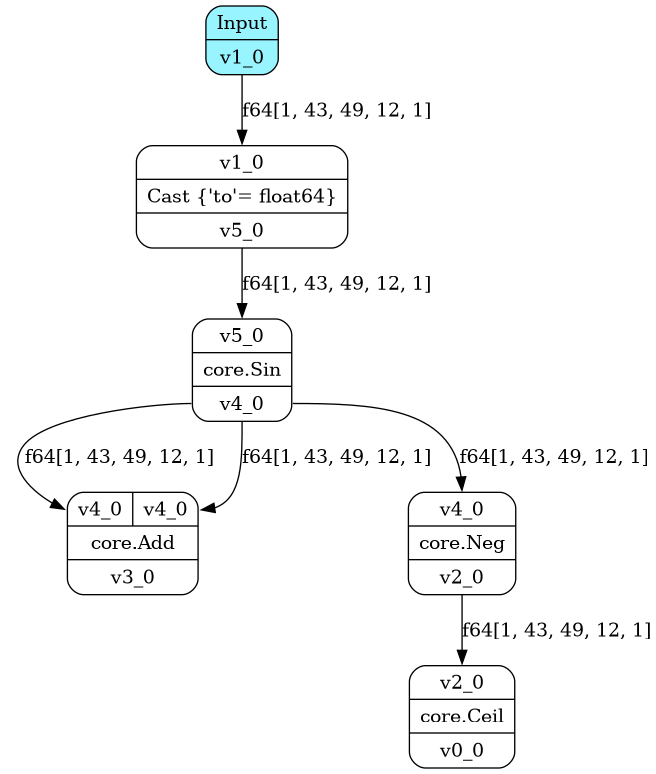 Input
v1_0
f64[1, 43, 49, 12, 1]
v1_0
Cast {'to'= float64}
v5_0
f64[1, 43, 49, 12, 1]
v5_0
core.Sin
v4_0
f64[1, 43, 49, 12, 1] f64[1, 43, 49, 12, 1] f64[1, 43, 49, 12, 1]
v4_0 v4_0
core.Add
v3_0
v4_0
core.Neg
v2_0
f64[1, 43, 49, 12, 1]
v2_0
core.Ceil
v0_0